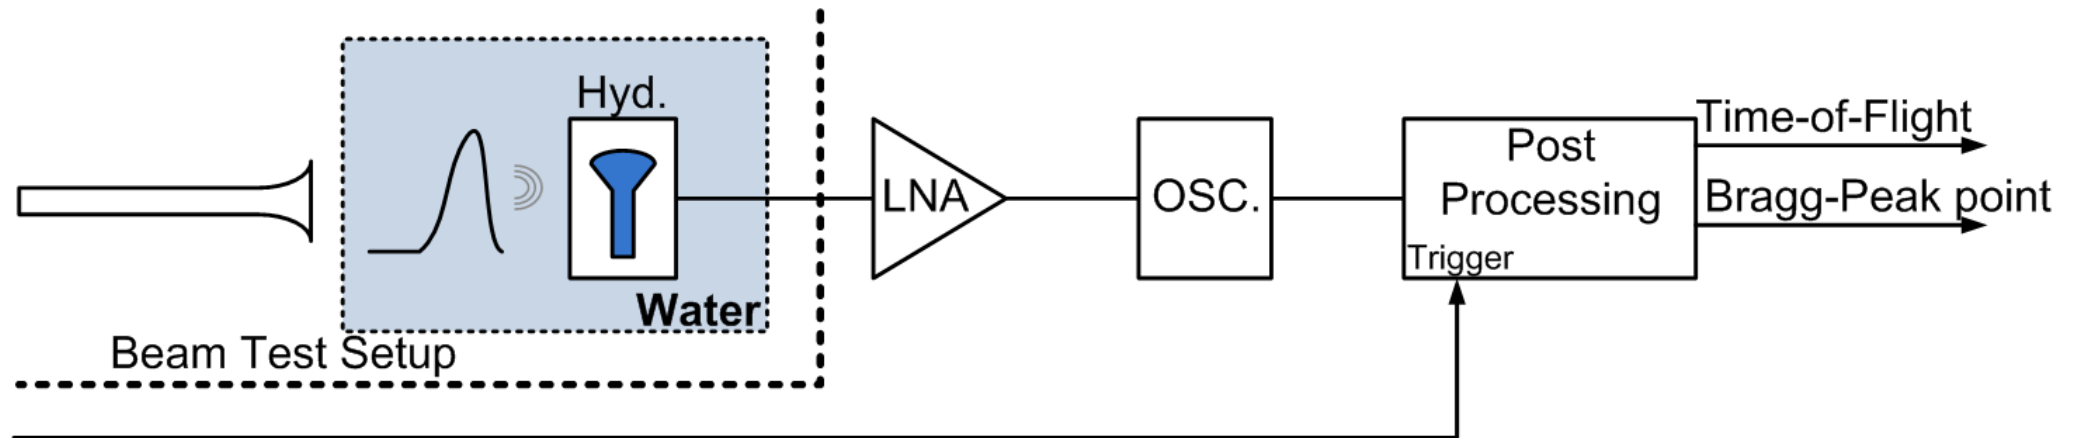 Hyd.
Water
Beam Test Setup
LNA
OSC.
Post
Processing
Trigger
Time-of-Flight
Bragg-Peak point